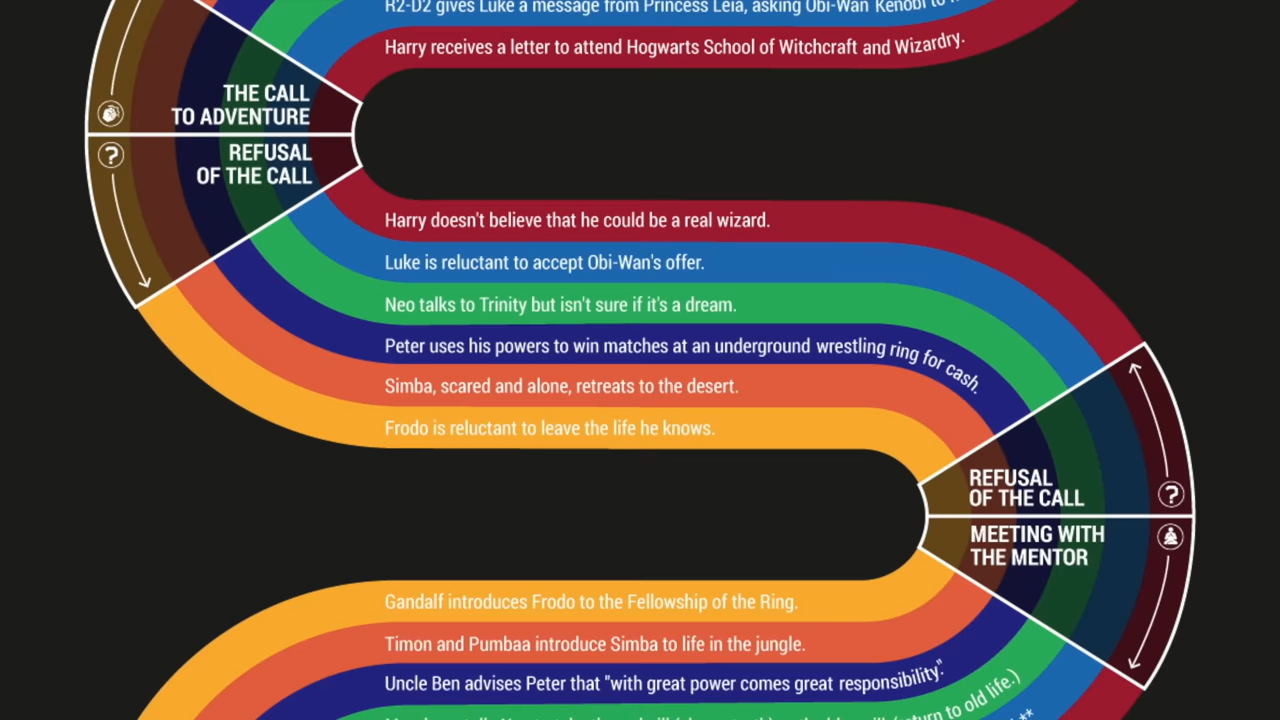 R2-D2 gives Luke a message from Princess Leia, asking Obi-Wan Kenobi to
Harry receives a letter to attend Hogwarts School of Witchcraft and Wizardry.
THE CALL
TO ADVENTURE
?
REFUSAL
OF THE CALL
Harry doesn't believe that he could be a real wizard.
Luke is reluctant to accept Obi-Wan's offer.
Neo talks to Trinity but isn't sure if it's a dream.
Peter uses his powers to win matches at an underground wrestling ring for cash.
Simba, scared and alone, retreats to the desert.
Frodo is reluctant to leave the life he knows.
REFUSAL
OF THE CALL
?
MEETING WITH
THE MENTOR
Gandalf introduces Frodo to the Fellowship of the Ring.
Timon and Pumbaa introduce Simba to life in the jungle.
Uncle Ben advises Peter that "with great power comes great responsibility."
to old life.)